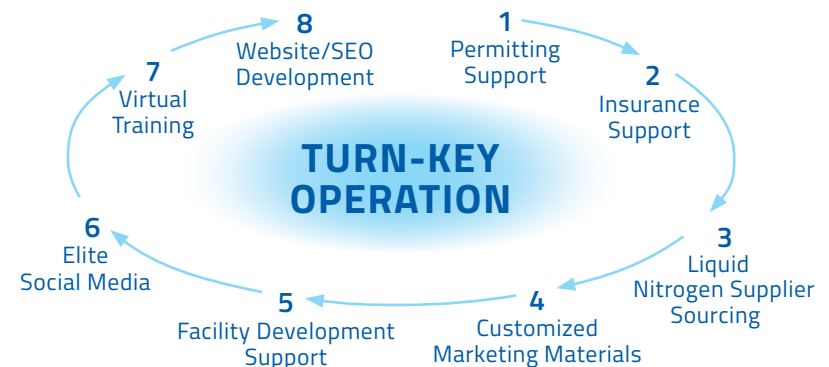 1
Permitting
Support
2
Insurance
Support
3
Liquid
Nitrogen Supplier
Sourcing
4
Customized
Marketing Materials
5
Facility Development
Support
6
Elite
Social Media
7
Virtual
Training
8
Website/SEO
Development
TURN-KEY
OPERATION